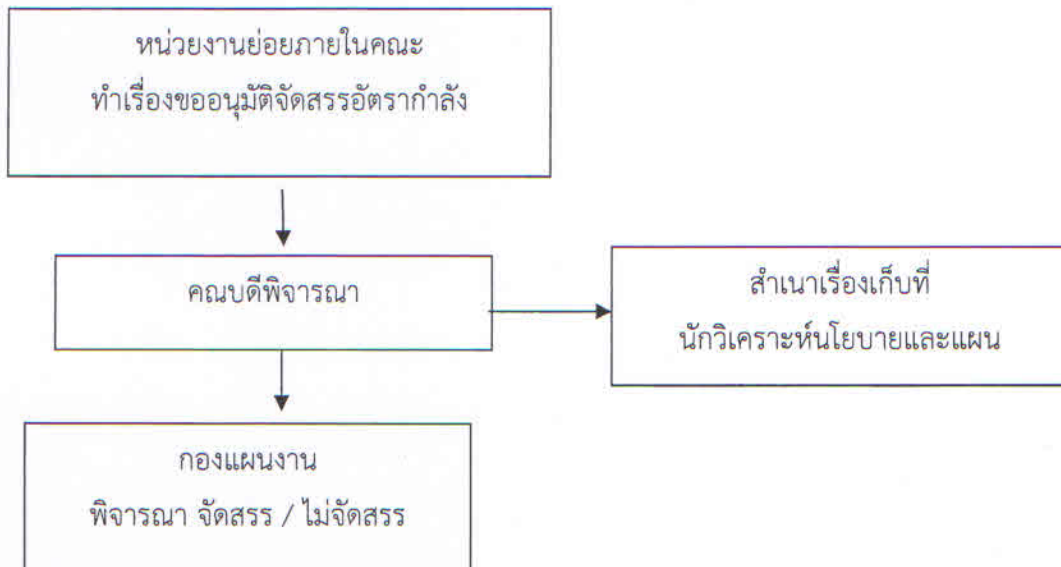 หน่วยงานย่อยภายในคณะ
ทำเรื่องขออนุมัติจัดสรรอัตรากำลัง
คณบดีพิจารณา
สำเนาเรื่องเก็บที่
นักวิเคราะห์นโยบายและแผน
กองแผนงาน
พิจารณา จัดสรร / ไม่จัดสรร